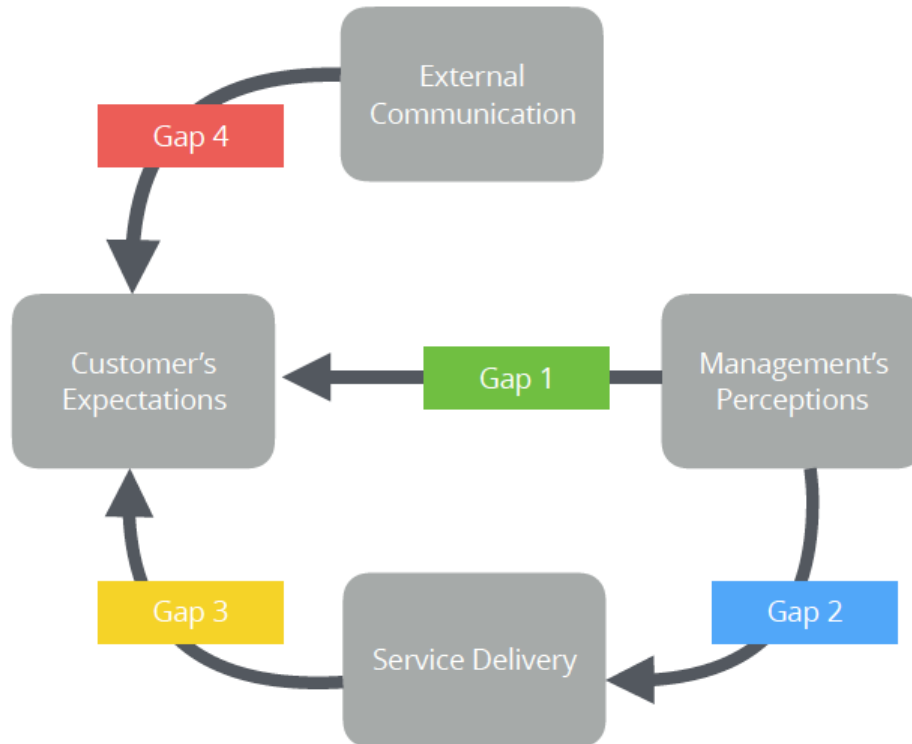 External
Communication
Gap 4
Customer’s
Expectations
Gap 1
Management’s
Perceptions
Gap 3
Service Delivery
Gap 2